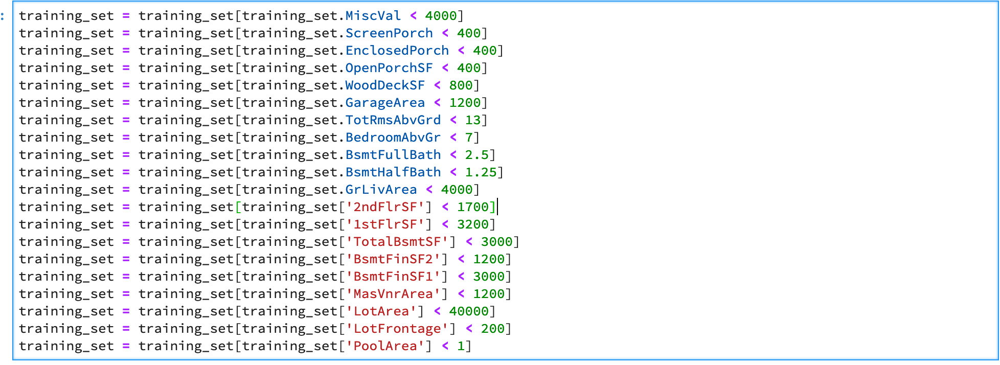 :
training_set = training_set[training_set.MiscVal < 4000]
training_set = training_set[training_set.ScreenPorch < 400]
training_set = training_set[training_set.EnclosedPorch < 400]
training_set = training_set[training_set.OpenPorchSF < 400]
training_set = training_set[training_set.WoodDeckSF < 800]
training_set = training_set[training_set.GarageArea < 1200]
training_set = training_set[training_set.TotRmsAbvGrd < 13]
training_set = training_set[training_set.BedroomAbvGr < 7]
training_set = training_set[training_set.BsmtFullBath < 2.5]
training_set = training_set[training_set.BsmtHalfBath < 1.25]
training_set = training_set[training_set.GrLivArea < 4000]
training_set = training_set[training_set['2ndFlrSF'] < 1700]
training_set = training_set[training_set['1stFlrSF'] < 3200]
training_set = training_set[training_set['TotalBsmtSF'] < 3000]
training_set = training_set[training_set['BsmtFinSF2'] < 1200]
training_set = training_set[training_set['BsmtFinSF1'] < 3000]
training_set = training_set[training_set['MasVnrArea'] < 1200]
training_set = training_set[training_set['LotArea'] < 40000]
training_set = training_set[training_set['LotFrontage'] < 200]
training_set = training_set[training_set['PoolArea'] < 1]